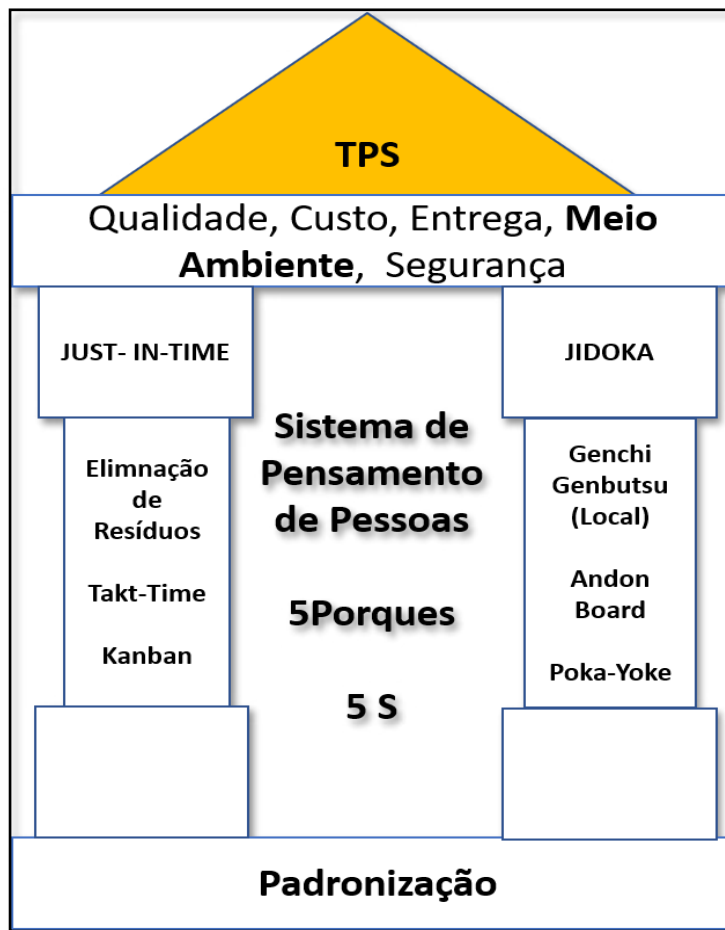 TPS
Qualidade, Custo, Entrega, Meio
Ambiente, Segurança
JUST- IN-TIME
JIDOKA
Elimnação
de
Resíduos
Takt-Time
Kanban
Sistema de
Pensamento
de Pessoas
5Porques
5 S
Genchi
Genbutsu
(Local)
Andon
Board
Poka-Yoke
Padronização